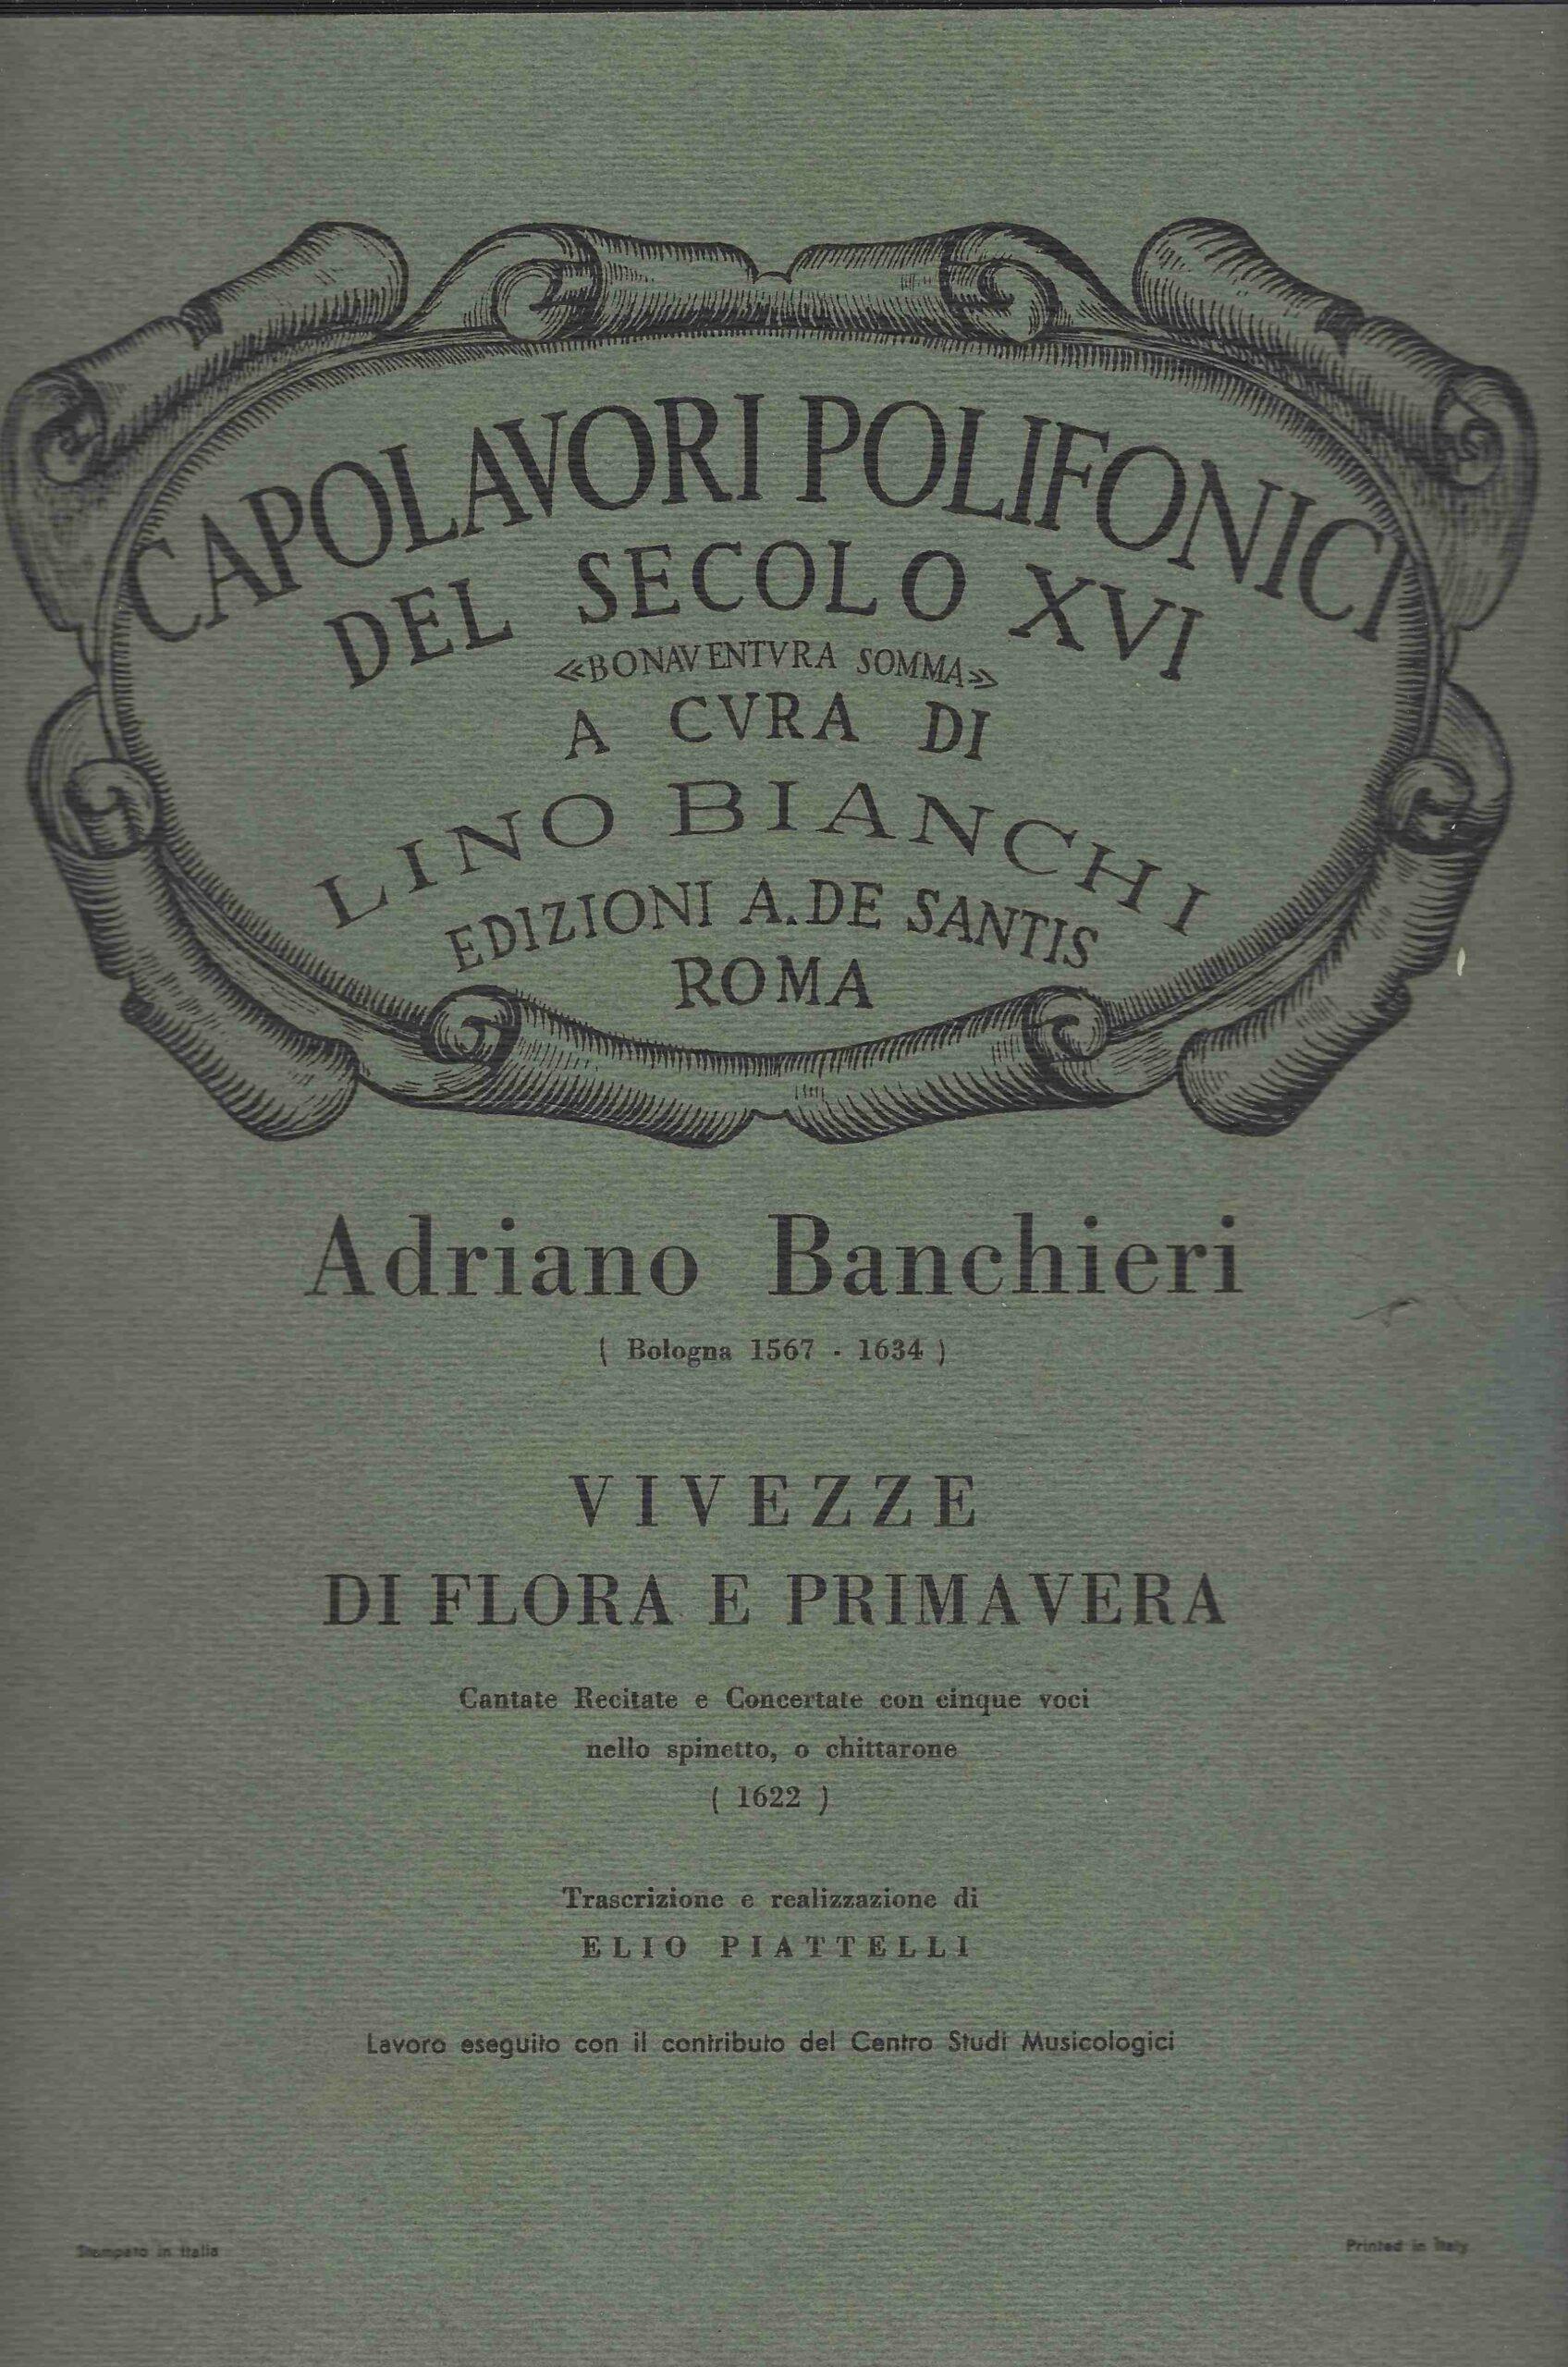 CAPOLAVORI POLIFONICI
DEL SECOLO XVI
«BONAVENTVRA SOMMA»
A CVRA DI
LINO BIANCHI
EDIZIONI A. DE SANTIS
ROMA
Adriano Banchieri
( Bologna 1567 - 1634 )
VIVEZZE
DI FLORA E PRIMAVERA
Cantate Recitate e Concertate con cinque voci
nello spinetto, o chittarone
( 1622 )
Trascrizione e realizzazione di
ELIO PIATTELLI
Lavoro eseguito con il contributo del Centro Studi Musicologici
Stampato in Italia
Printed in Italy